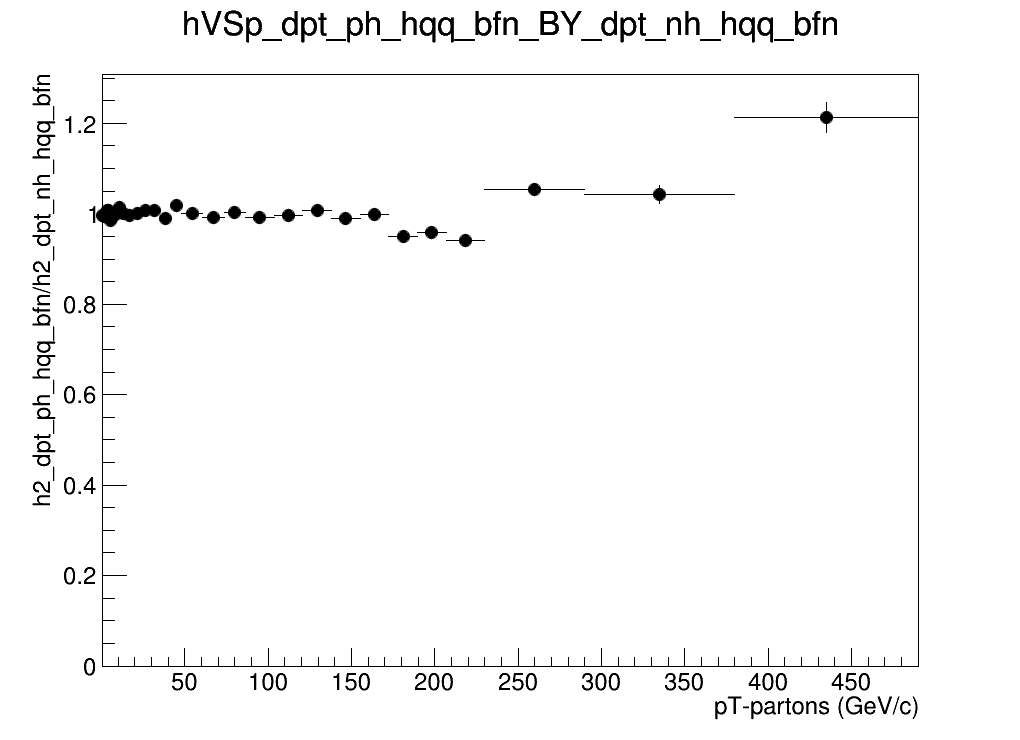 hVSp_dpt_ph_hqq_bfn_BY_dpt_nh_hqq_bfn
h2_dpt_ph_hqq_bfn/h2_dpt_nh_hqq_bfn
1.2
1
0.8
0.6
0.4
0.2
0
50 100 150 200 250 300 350 400 450
pT-partons (GeV/c)